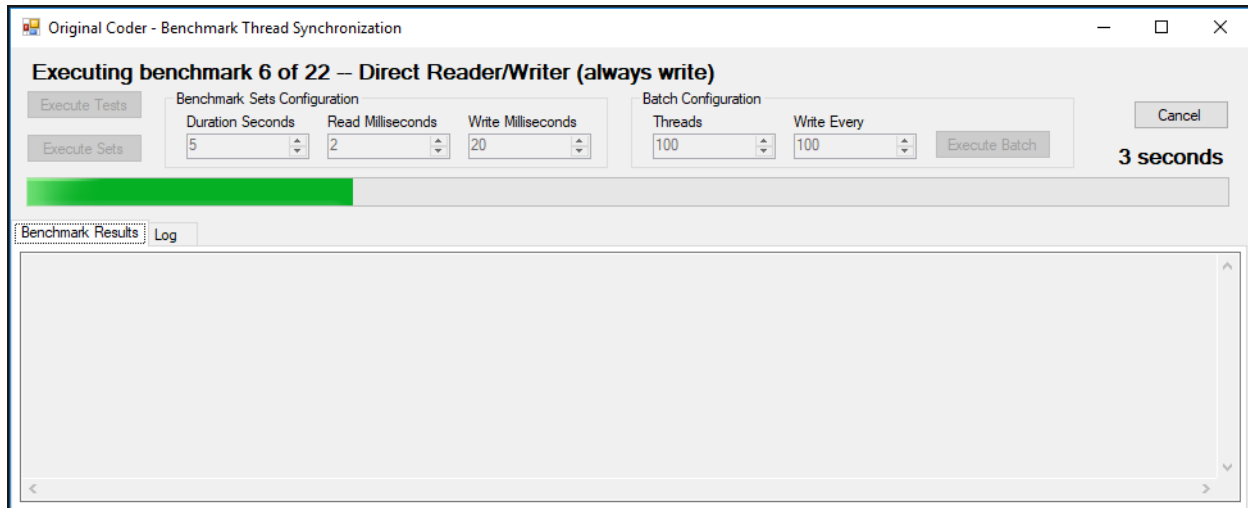 Original Coder - Benchmark Thread Synchronization
Executing benchmark 6 of 22 -- Direct Reader/Writer (always write)
Execute Tests
Execute Sets
Benchmark Sets Configuration
Duration Seconds Read Milliseconds Write Milliseconds
5 2 20
Batch Configuration
Threads Write Every
100 100 Execute Batch
Cancel
3 seconds
Benchmark Results Log